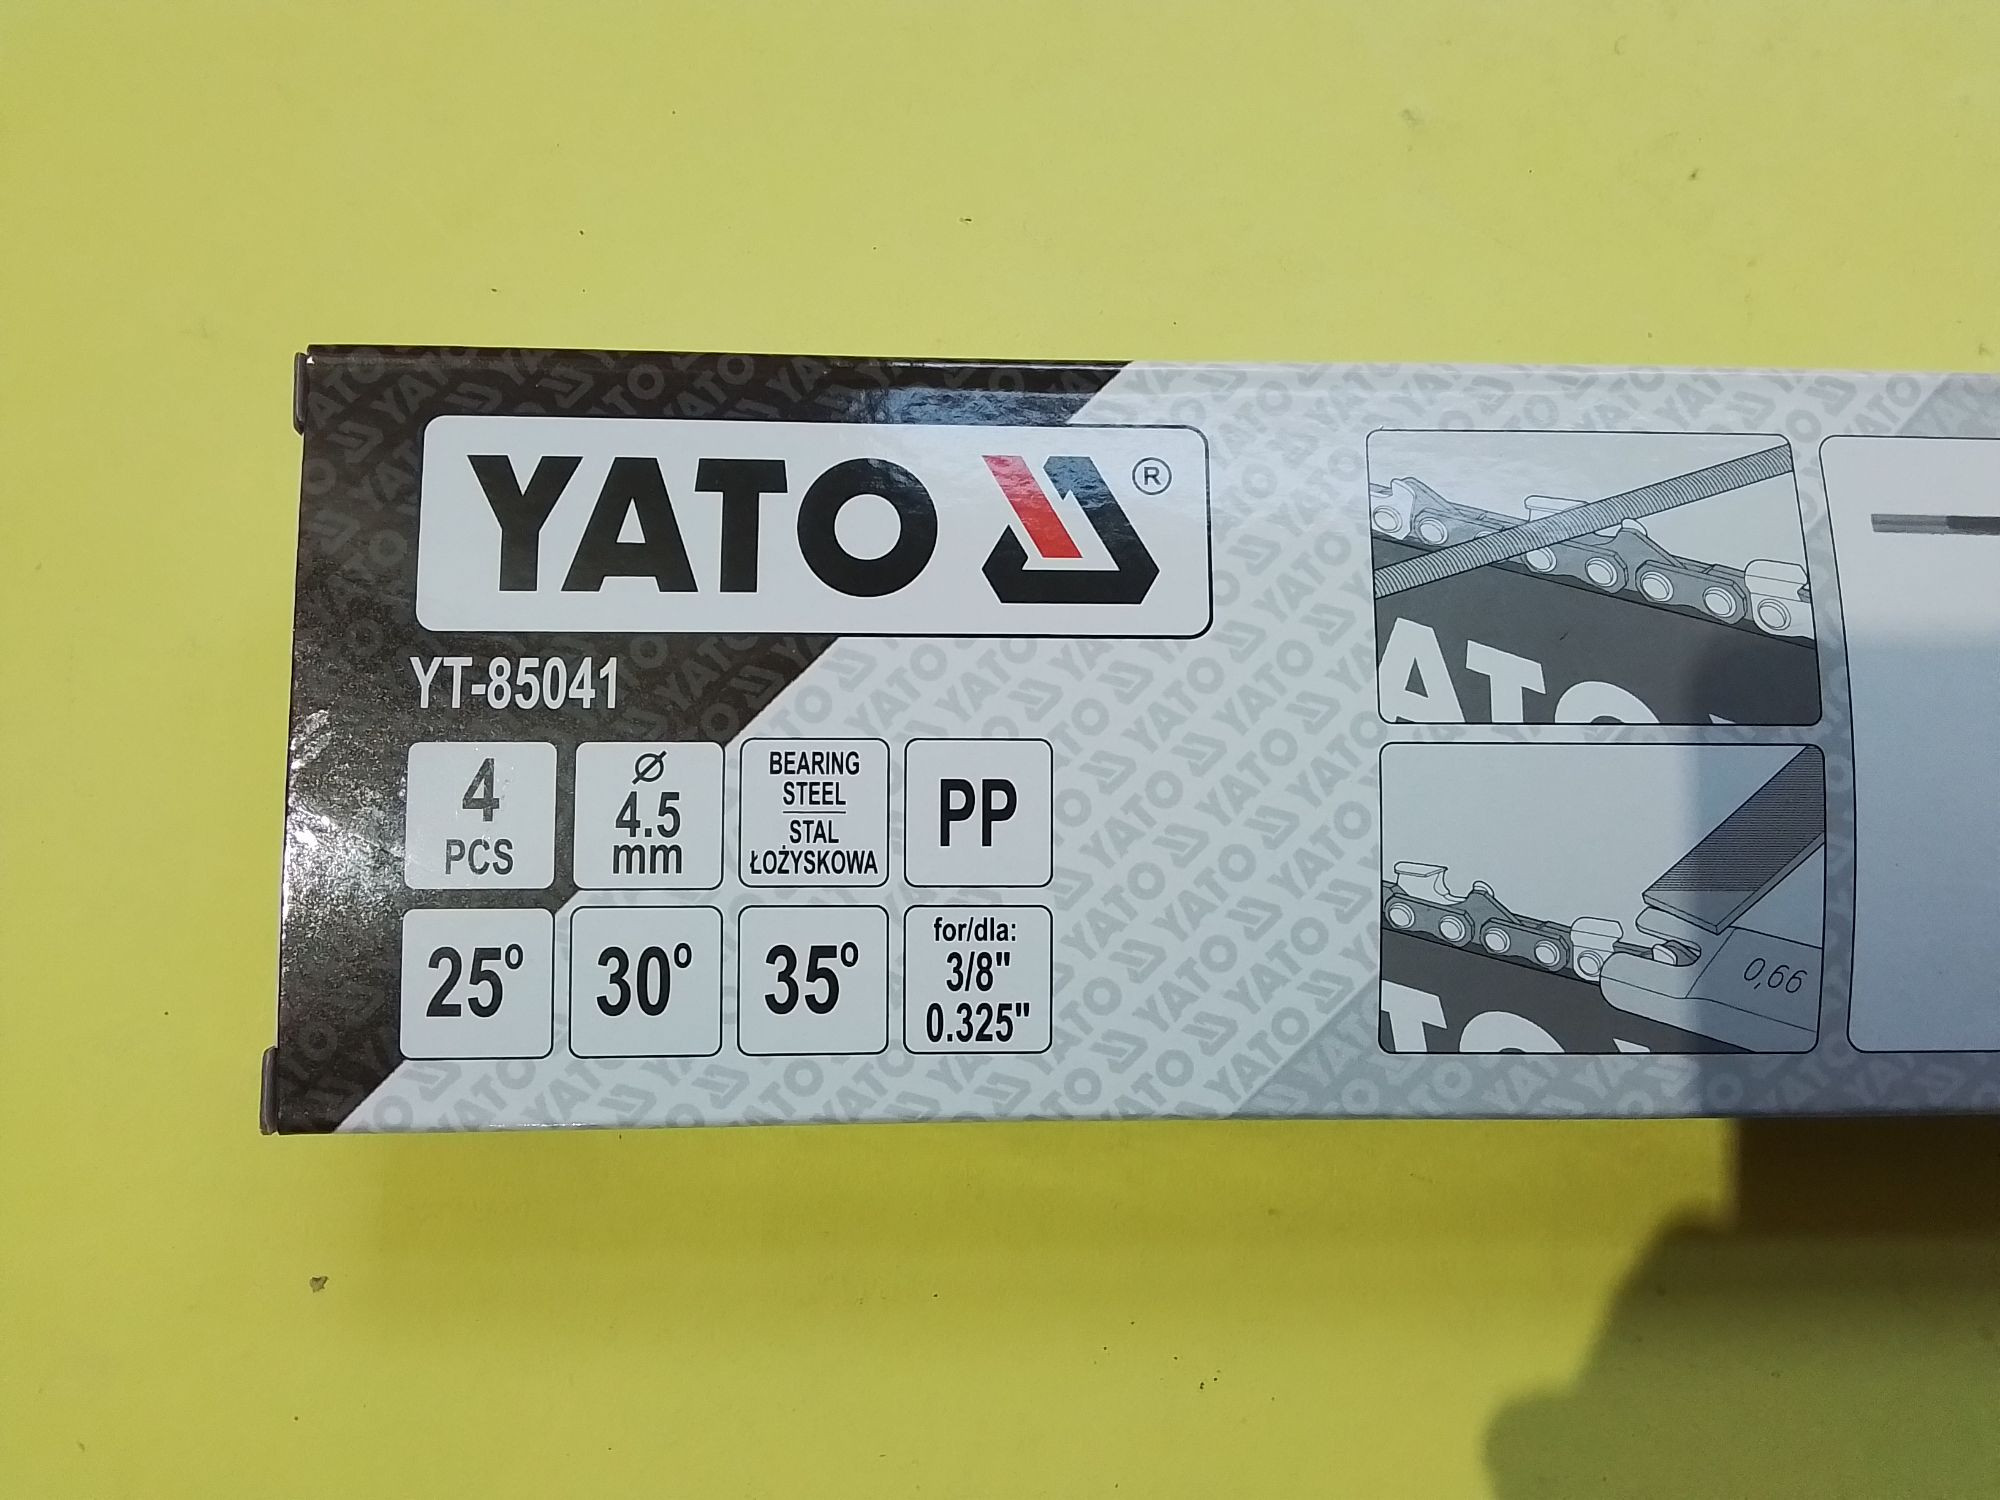 YATO ®
YT-85041
4
PCS
Ø
4.5
mm
BEARING
STEEL
STAL
ŁOŻYSKOWA
PP
25°
30°
35°
for/dla:
3/8"
0.325"
ATO
0,66